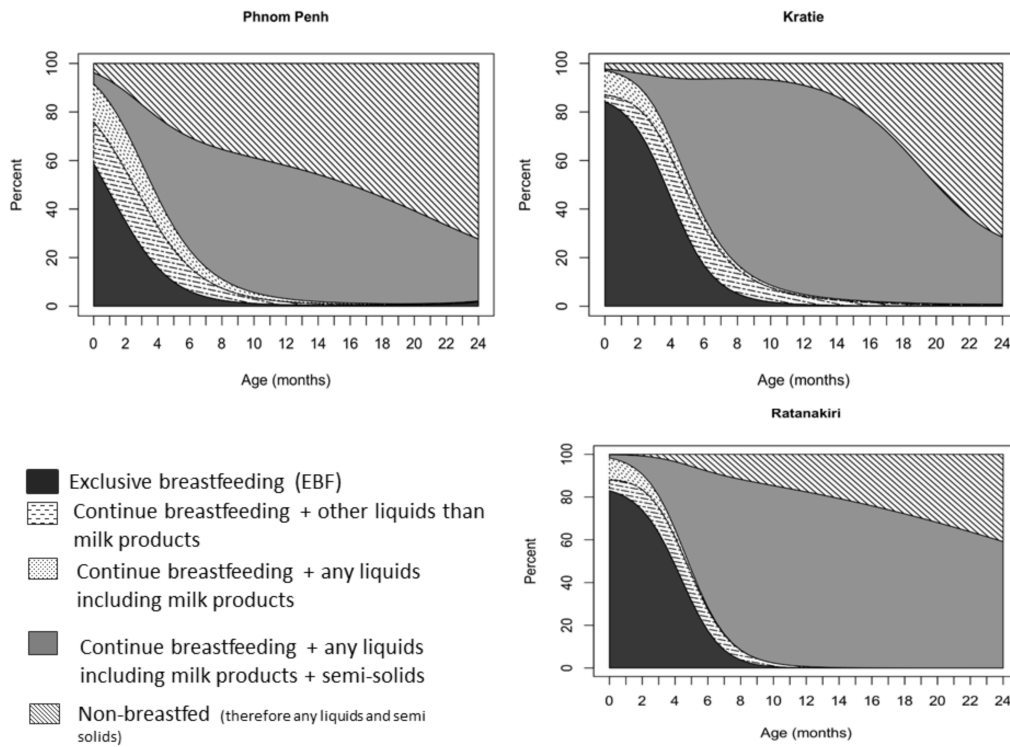 Phnom Penh
Percent
100
80
60
40
20
0
0 2 4 6 8 10 12 14 16 18 20 22 24
Age (months)
Kratie
Percent
100
80
60
40
20
0
0 2 4 6 8 10 12 14 16 18 20 22 24
Age (months)
Exclusive breastfeeding (EBF)
Continue breastfeeding + other liquids than
milk products
Continue breastfeeding + any liquids
including milk products
Continue breastfeeding + any liquids
including milk products + semi-solids
Non-breastfed (therefore any liquids and semi
solids)
Ratanakiri
Percent
100
80
60
40
20
0
0 2 4 6 8 10 12 14 16 18 20 22 24
Age (months)